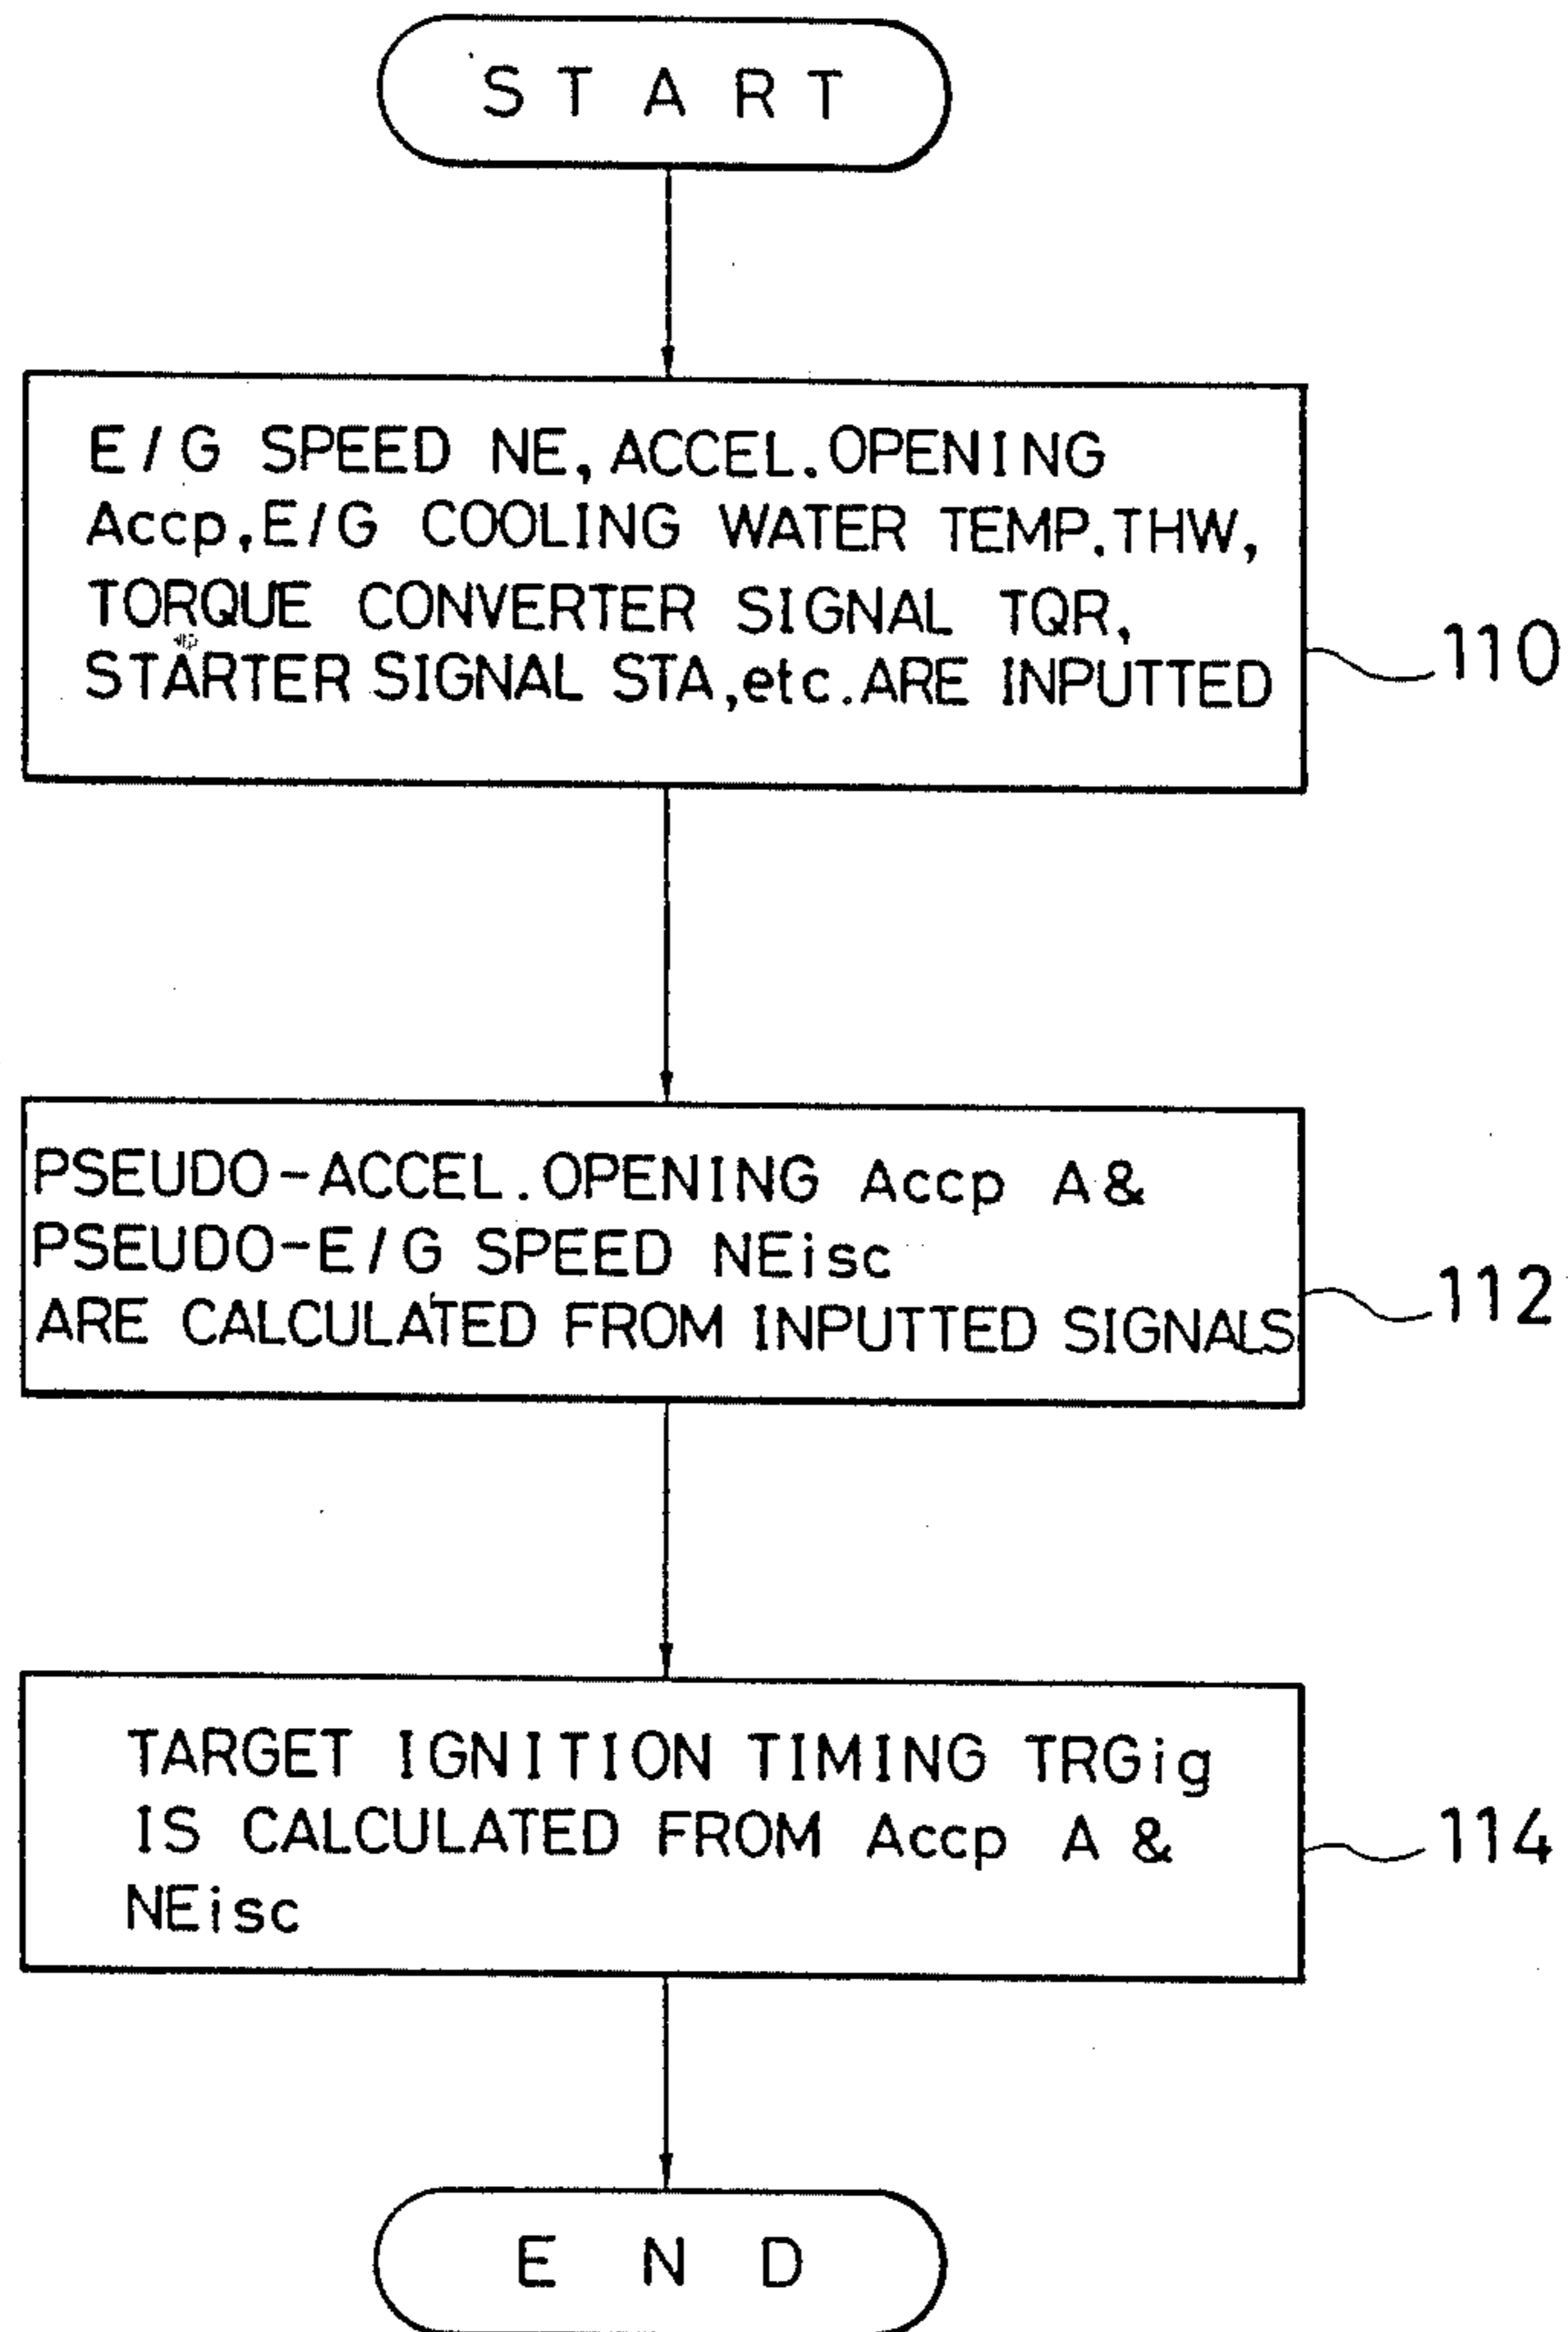 S T A R T
E/G SPEED NE, ACCEL. OPENING
Accp, E/G COOLING WATER TEMP. THW,
TORQUE CONVERTER SIGNAL TQR,
STARTER SIGNAL STA, etc. ARE INPUTTED
110
PSEUDO-ACCEL. OPENING Accp A &
PSEUDO-E/G SPEED NEisc
ARE CALCULATED FROM INPUTTED SIGNALS
112
TARGET IGNITION TIMING TRGig
IS CALCULATED FROM Accp A &
NEisc
114
E N D